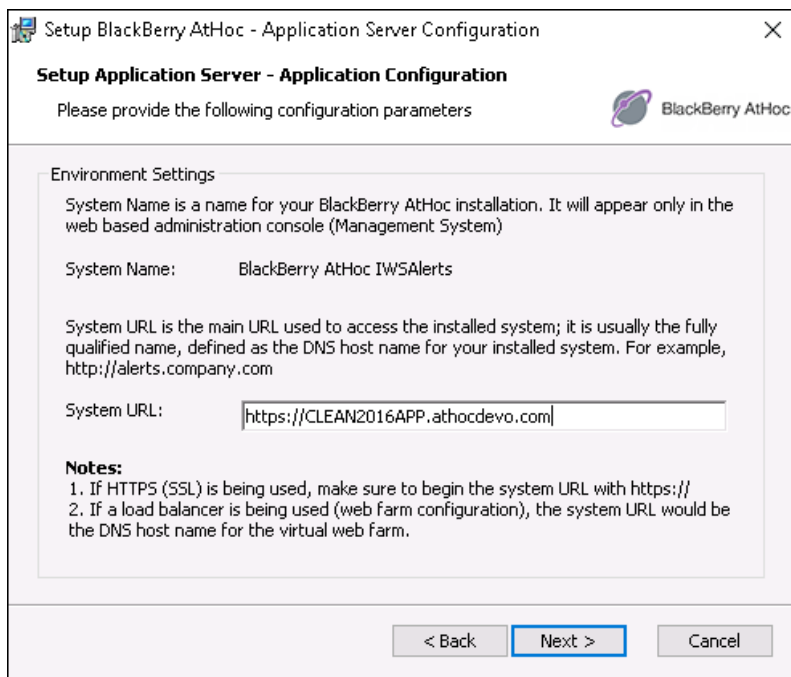 Setup BlackBerry AtHoc - Application Server Configuration
Setup Application Server - Application Configuration
Please provide the following configuration parameters
BlackBerry AtHoc
Environment Settings
System Name is a name for your BlackBerry AtHoc installation. It will appear only in the
web based administration console (Management System)
System Name: BlackBerry AtHoc IWSAlerts
System URL is the main URL used to access the installed system; it is usually the fully
qualified name, defined as the DNS host name for your installed system. For example,
http://alerts.company.com
System URL: https://CLEAN2016APP.athocdevo.com
Notes:
1. If HTTPS (SSL) is being used, make sure to begin the system URL with https://
2. If a load balancer is being used (web farm configuration), the system URL would be
the DNS host name for the virtual web farm.
< Back Next > Cancel